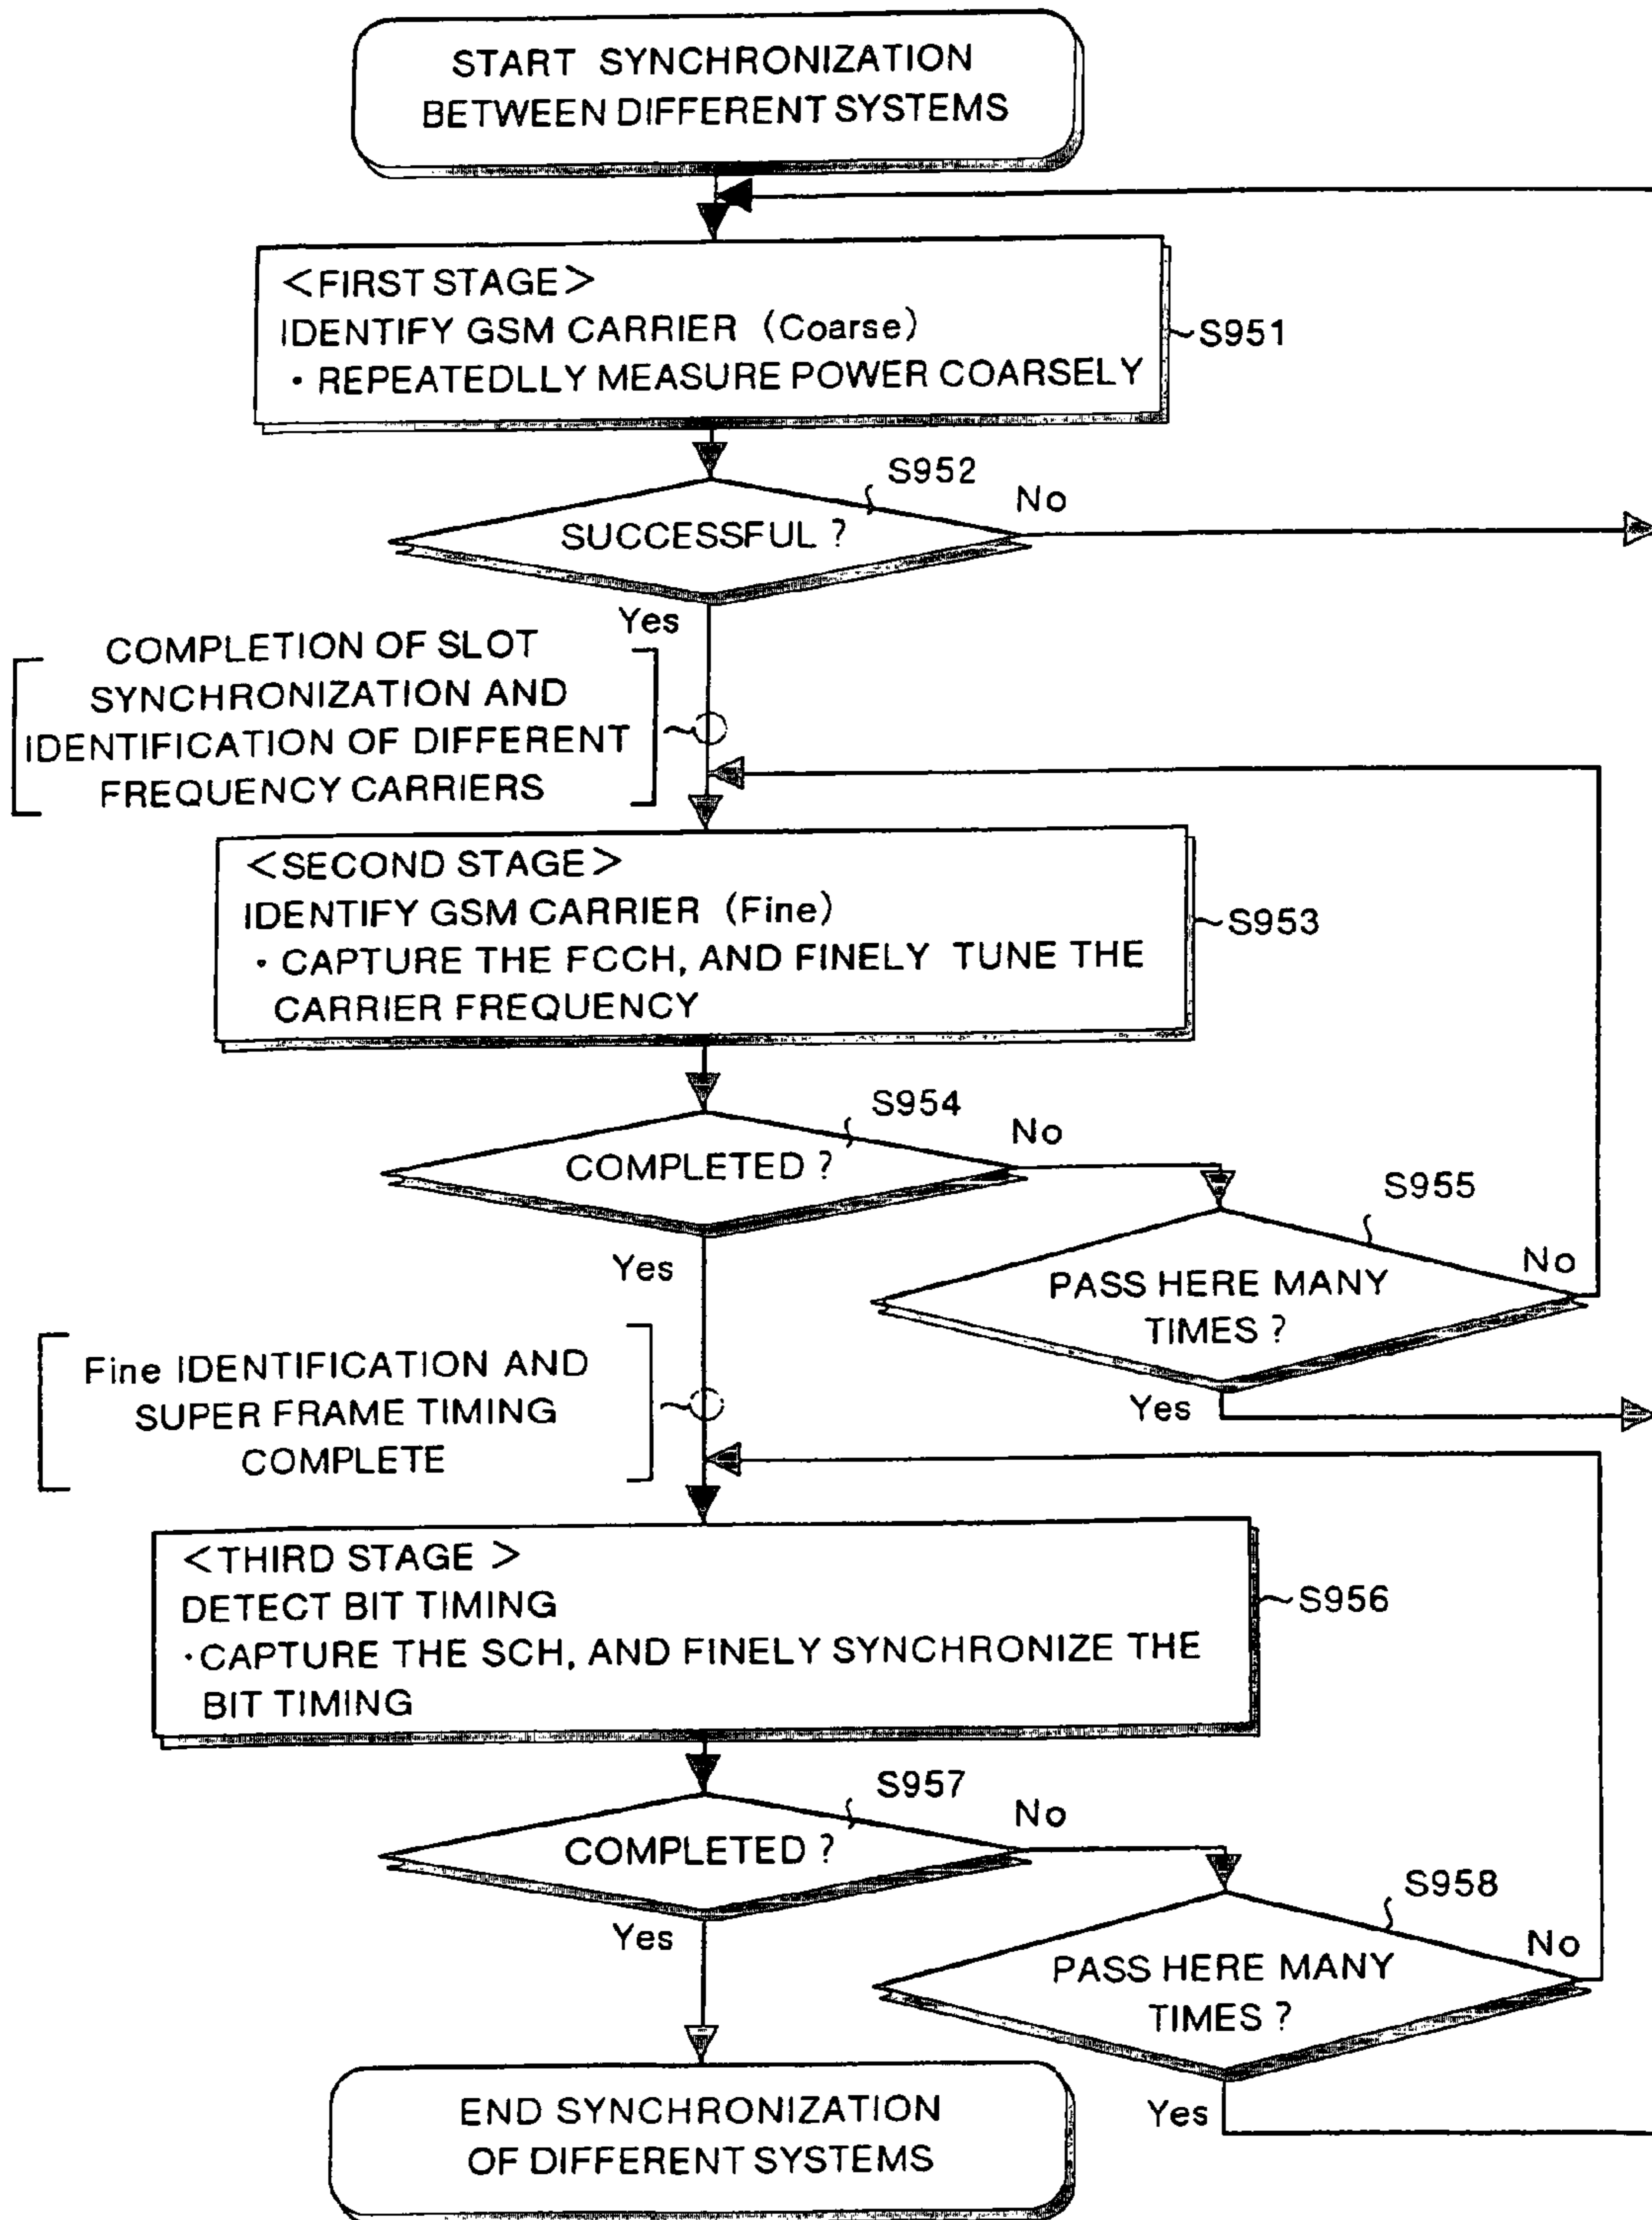 START SYNCHRONIZATION
BETWEEN DIFFERENT SYSTEMS
<FIRST STAGE>
IDENTIFY GSM CARRIER (Coarse)
・REPEATEDLLY MEASURE POWER COARSELY
S951
S952
SUCCESSFUL ?
No
Yes
COMPLETION OF SLOT
SYNCHRONIZATION AND
IDENTIFICATION OF DIFFERENT
FREQUENCY CARRIERS
<SECOND STAGE>
IDENTIFY GSM CARRIER (Fine)
・CAPTURE THE FCCH, AND FINELY TUNE THE
CARRIER FREQUENCY
S953
S954
COMPLETED ?
No
Yes
S955
PASS HERE MANY
TIMES ?
No
Yes
Fine IDENTIFICATION AND
SUPER FRAME TIMING
COMPLETE
<THIRD STAGE >
DETECT BIT TIMING
・CAPTURE THE SCH, AND FINELY SYNCHRONIZE THE
BIT TIMING
S956
S957
COMPLETED ?
No
Yes
S958
PASS HERE MANY
TIMES ?
No
Yes
END SYNCHRONIZATION
OF DIFFERENT SYSTEMS